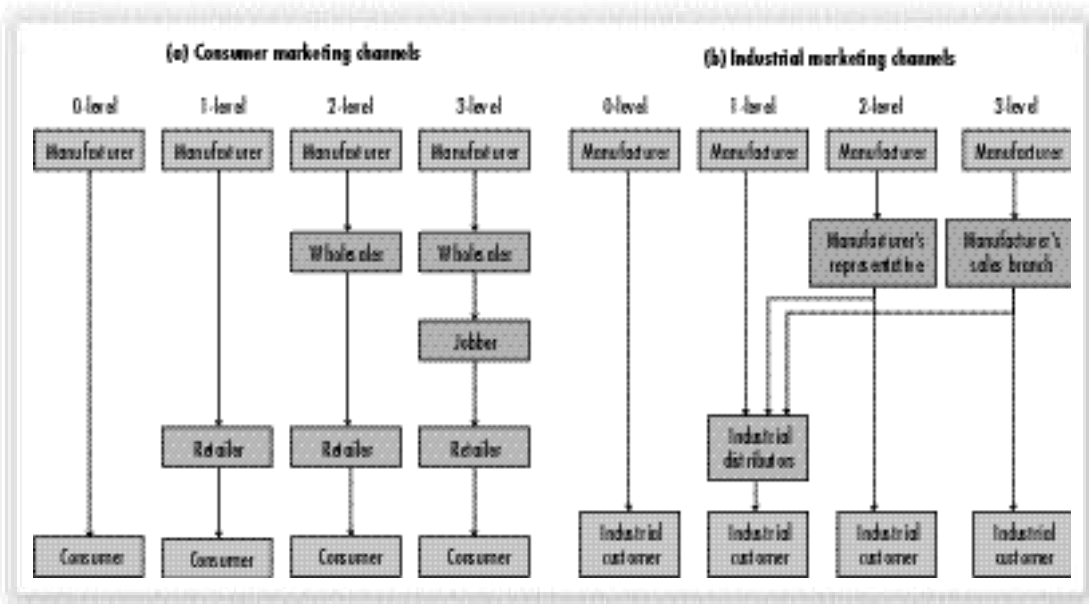 (a) Consumer marketing channels
0-level 1-level 2-level 3-level
Manufacturer Manufacturer Manufacturer Manufacturer
Wholesaler Wholesaler
Jobber
Retailer Retailer Retailer
Consumer Consumer Consumer Consumer
(b) Industrial marketing channels
0-level 1-level 2-level 3-level
Manufacturer Manufacturer Manufacturer Manufacturer
Manufacturer's
representative
Manufacturer's
sales branch
Industrial
distributors
Industrial
customer
Industrial
customer
Industrial
customer
Industrial
customer